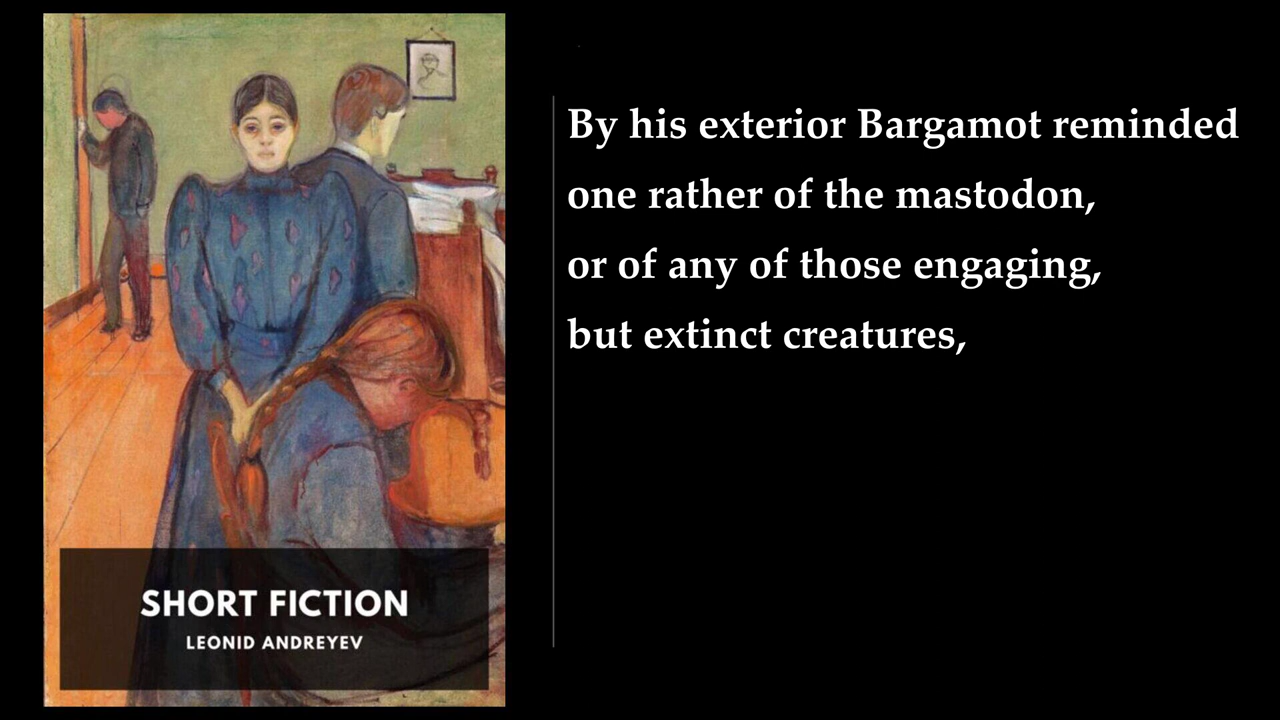 SHORT FICTION
LEONID ANDREYEV
By his exterior Bargamot reminded
one rather of the mastodon,
or of any of those engaging,
but extinct creatures,